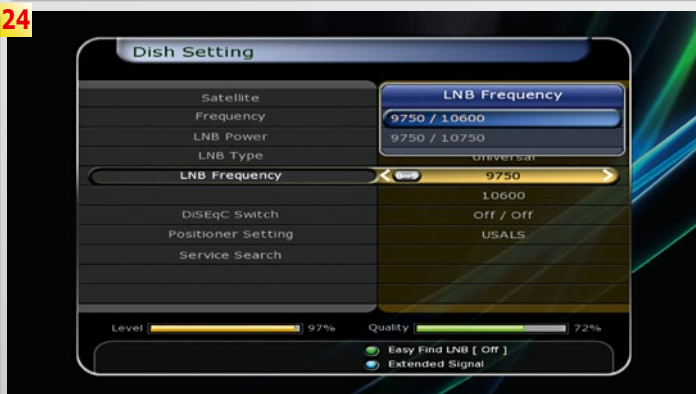 24
Dish Setting
Satellite
LNB Frequency
Frequency
9750 / 10600
LNB Power
9750 / 10750
LNB Type
Universal
LNB Frequency
9750
10600
DiSEqC Switch
Off / Off
Positioner Setting
USALS
Service Search
Level 97%
Quality 72%
Easy Find LNB [ Off ]
Extended Signal